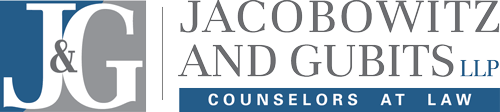 J&G
JACOBOWITZ
AND GUBITS LLP
COUNSELORS AT LAW